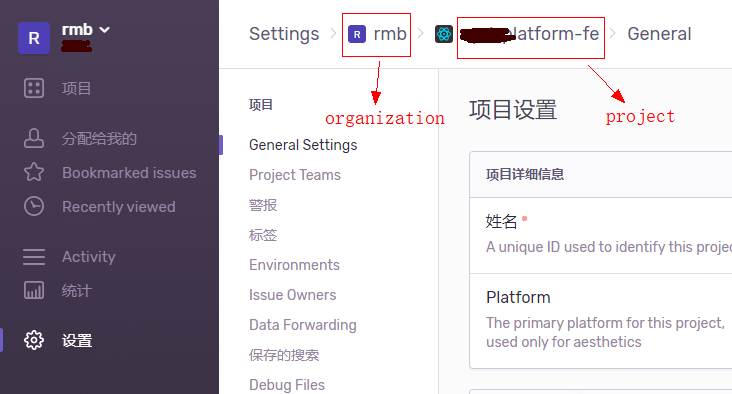 R
rmb
项目
分配给我的
Bookmarked issues
Recently viewed
Activity
统计
设置
Settings > R rmb > latform-fe > General
organization
project
项目
General Settings
Project Teams
警报
标签
Environments
Issue Owners
Data Forwarding
保存的搜索
Debug Files
项目设置
项目详细信息
姓名
A unique ID used to identify this projec
Platform
The primary platform for this project,
used only for aesthetics